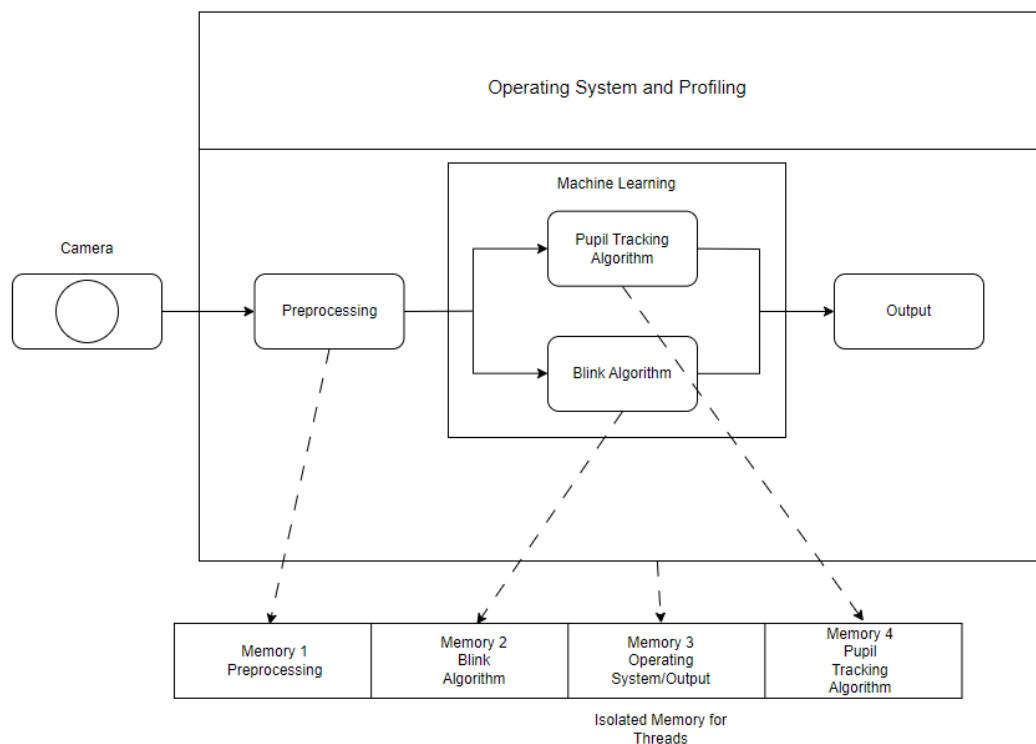 Operating System and Profiling
Machine Learning
Camera
Pupil Tracking
Algorithm
Preprocessing
Output
Blink Algorithm
Memory 1
Preprocessing
Memory 2
Blink
Algorithm
Memory 3
Operating
System/Output
Memory 4
Pupil
Tracking
Algorithm
Isolated Memory for
Threads